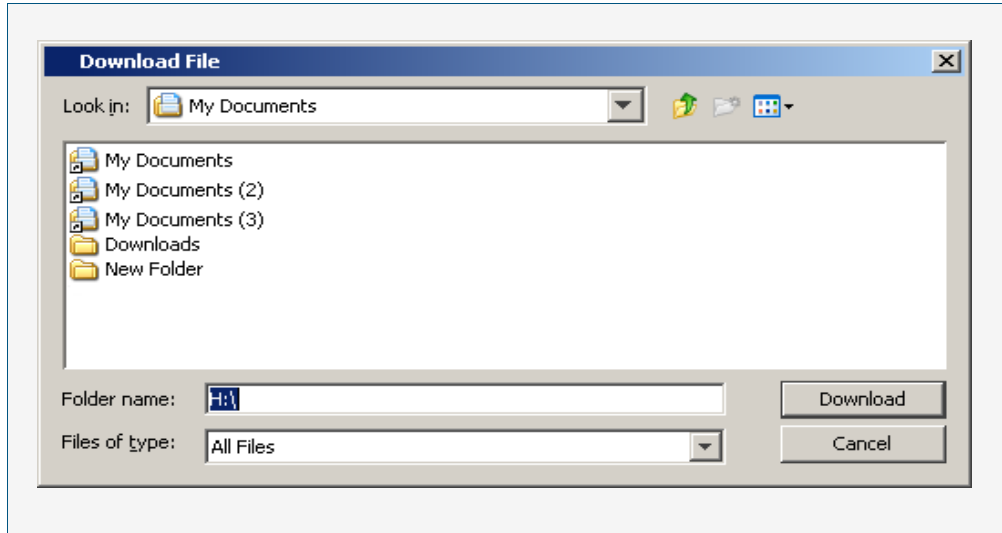 Download File
Look in: My Documents
My Documents
My Documents (2)
My Documents (3)
Downloads
New Folder
Folder name: H:\ Download
Files of type: All Files Cancel